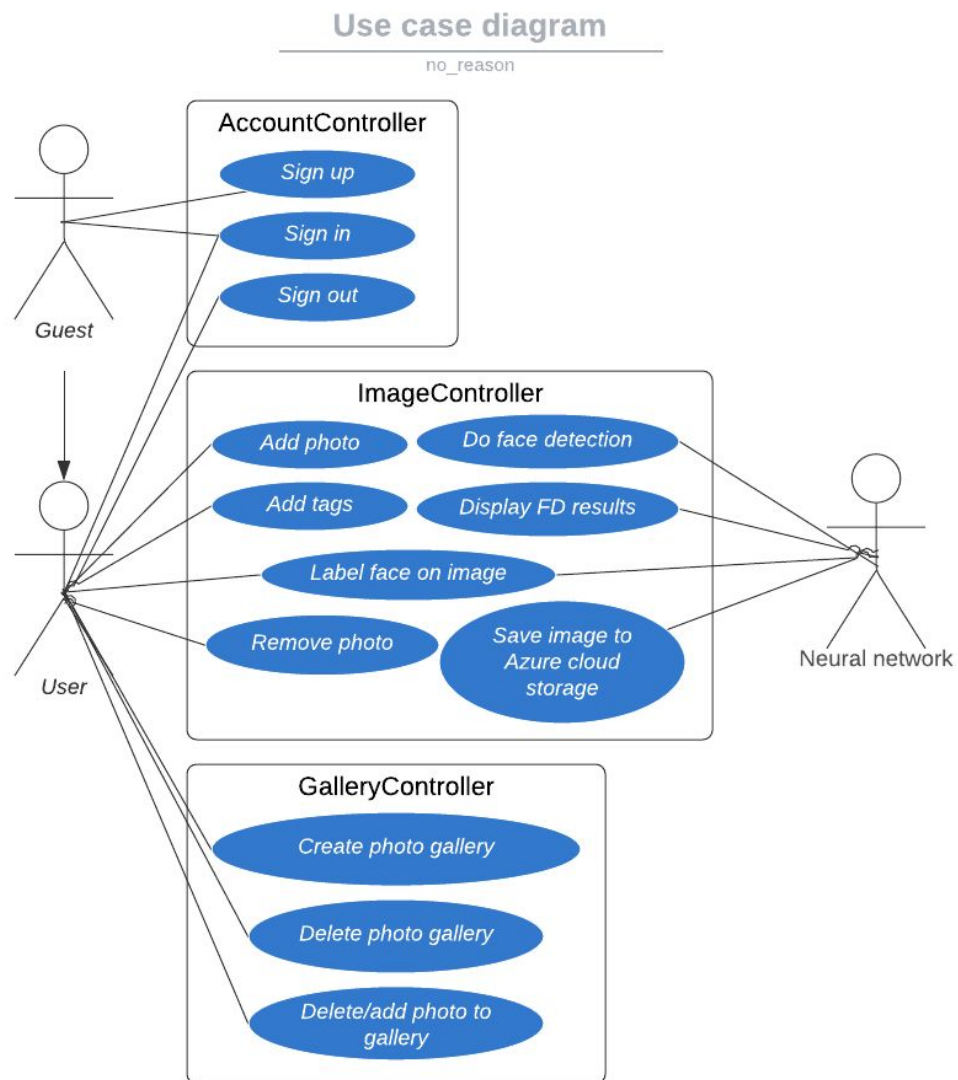 Use case diagram
no_reason
AccountController
Sign up
Sign in
Sign out
Guest
ImageController
Add photo
Do face detection
Add tags
Display FD results
Label face on image
Remove photo
Save image to
Azure cloud
storage
User
Neural network
GalleryController
Create photo gallery
Delete photo gallery
Delete/add photo to
gallery